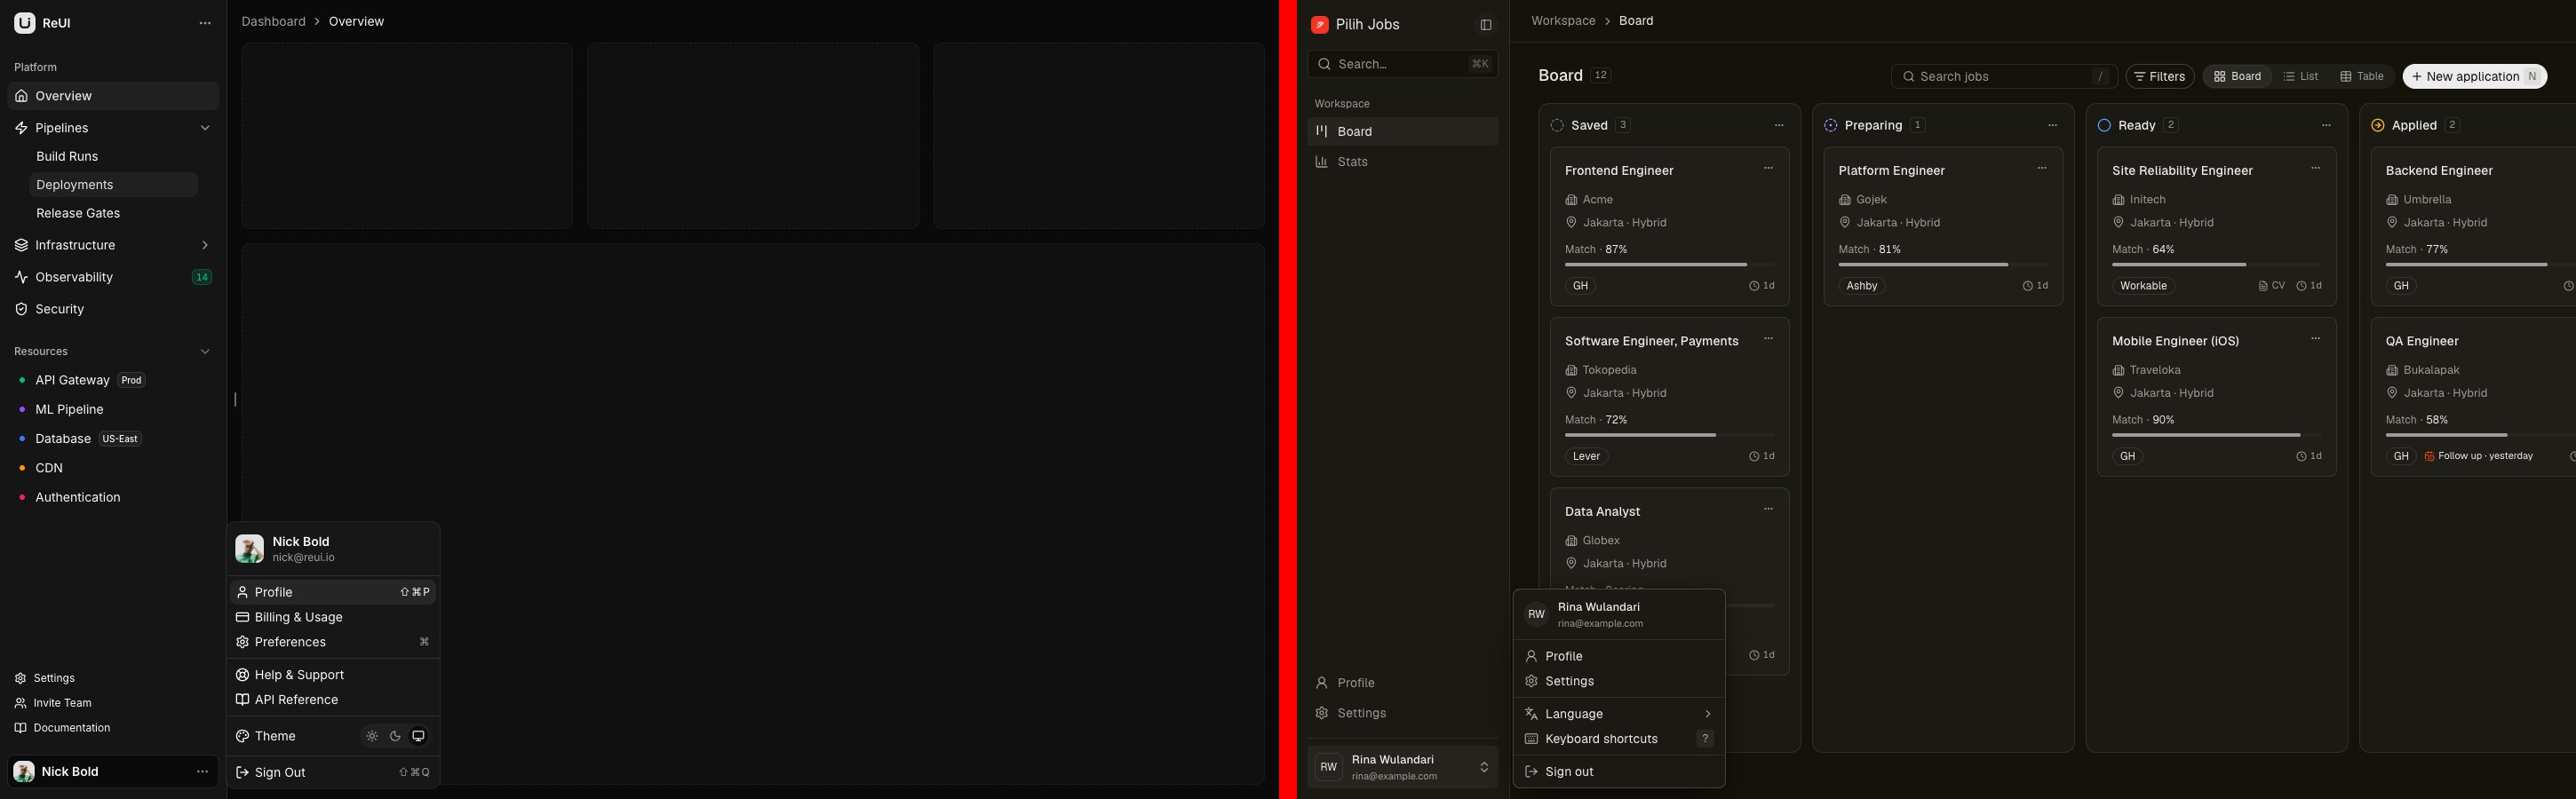 ReUI
Dashboard > Overview
Platform
Overview
Pipelines
Build Runs
Deployments
Release Gates
Infrastructure
Observability 14
Security
Resources
API Gateway Prod
ML Pipeline
Database US-East
CDN
Authentication
Nick Bold
nick@reui.io
Profile ⇧⌘P
Billing & Usage
Preferences ⌘
Help & Support
API Reference
Theme
Sign Out ⇧⌘Q
Settings
Invite Team
Documentation
Nick Bold
Pilih Jobs
Search... ⌘K
Workspace
Board
Stats
Profile
Settings
RW Rina Wulandari
rina@example.com
Workspace > Board
Board 12
Search jobs /
Filters
Board
List
Table
+ New application N
Saved 3
Frontend Engineer
Acme
Jakarta · Hybrid
Match · 87%
GH 1d
Software Engineer, Payments
Tokopedia
Jakarta · Hybrid
Match · 72%
Lever 1d
Data Analyst
Globex
Jakarta · Hybrid
1d
Preparing 1
Platform Engineer
Gojek
Jakarta · Hybrid
Match · 81%
Ashby 1d
Ready 2
Site Reliability Engineer
Initech
Jakarta · Hybrid
Match · 64%
Workable CV 1d
Mobile Engineer (iOS)
Traveloka
Jakarta · Hybrid
Match · 90%
GH 1d
Applied 2
Backend Engineer
Umbrella
Jakarta · Hybrid
Match · 77%
GH
QA Engineer
Bukalapak
Jakarta · Hybrid
Match · 58%
GH Follow up · yesterday
RW Rina Wulandari
rina@example.com
Profile
Settings
Language
Keyboard shortcuts ?
Sign out